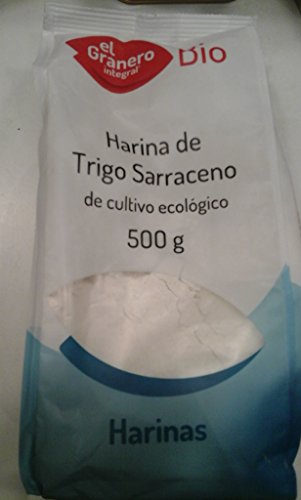 el
Granero
integral
Bio
Harina de
Trigo Sarraceno
de cultivo ecológico
500 g
Harinas